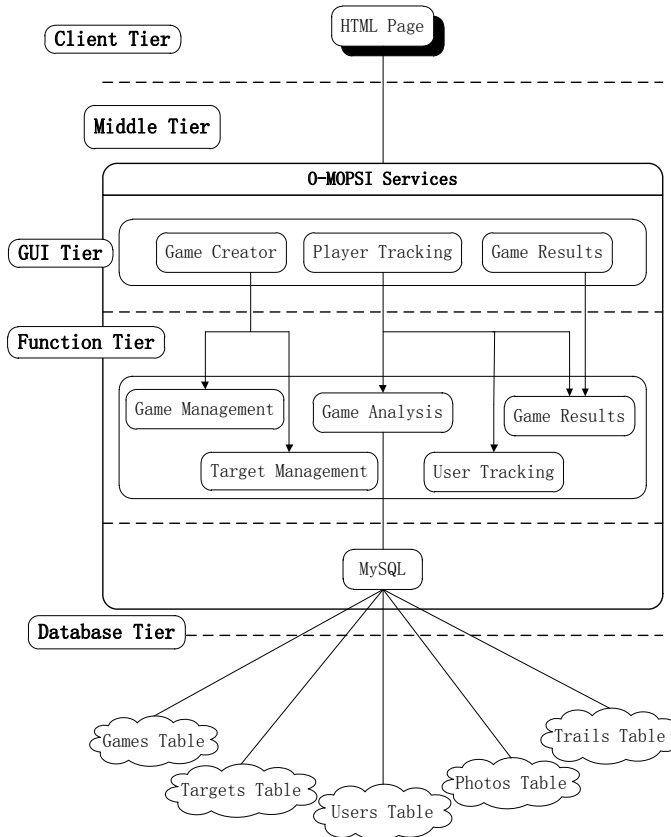 HTML Page
Client Tier
Middle Tier
O-MOPSI Services
GUI Tier
Game Creator
Player Tracking
Game Results
Function Tier
Game Management
Game Analysis
Game Results
Target Management
User Tracking
MySQL
Database Tier
Games Table
Targets Table
Users Table
Photos Table
Trails Table